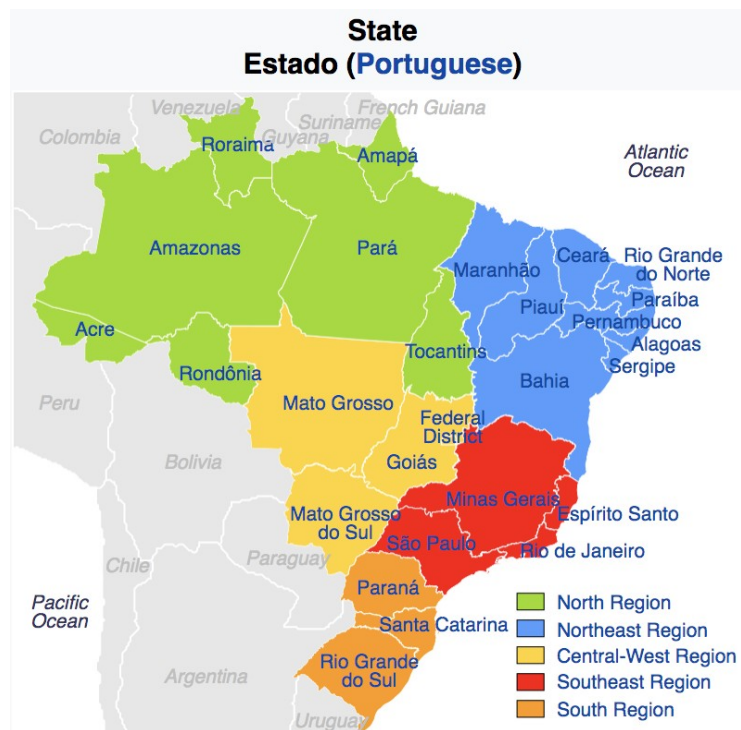 State
Estado (Portuguese)
Venezuela
French Guiana
Suriname
Colombia
Guyana
Roraima
Amapá
Atlantic
Ocean
Amazonas
Pará
Maranhão
Ceará
Rio Grande
do Norte
Piauí
Paraíba
Pernambuco
Acre
Alagoas
Tocantins
Sergipe
Rondônia
Bahia
Peru
Mato Grosso
Federal
District
Bolivia
Goiás
Minas Gerais
Mato Grosso
do Sul
Espírito Santo
São Paulo
Rio de Janeiro
Chile
Paraguay
Paraná
Pacific
Ocean
Santa Catarina
Rio Grande
do Sul
Argentina
Uruguay
North Region
Northeast Region
Central-West Region
Southeast Region
South Region